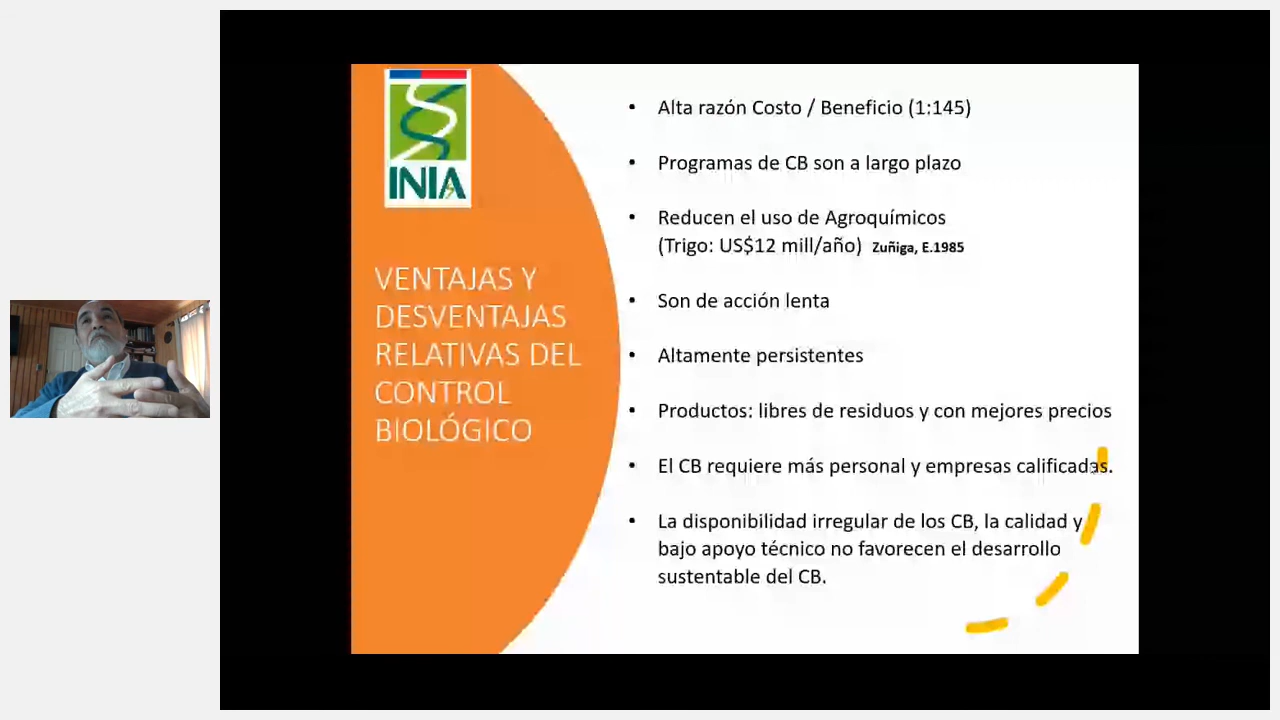 INIA
VENTAJAS Y
DESVENTAJAS
RELATIVAS DEL
CONTROL
BIOLÓGICO
• Alta razón Costo / Beneficio (1:145)
• Programas de CB son a largo plazo
• Reducen el uso de Agroquímicos
(Trigo: US$12 mill/año) Zuñiga, E.1985
• Son de acción lenta
• Altamente persistentes
• Productos: libres de residuos y con mejores precios
• El CB requiere más personal y empresas calificadas.
• La disponibilidad irregular de los CB, la calidad y
bajo apoyo técnico no favorecen el desarrollo
sustentable del CB.